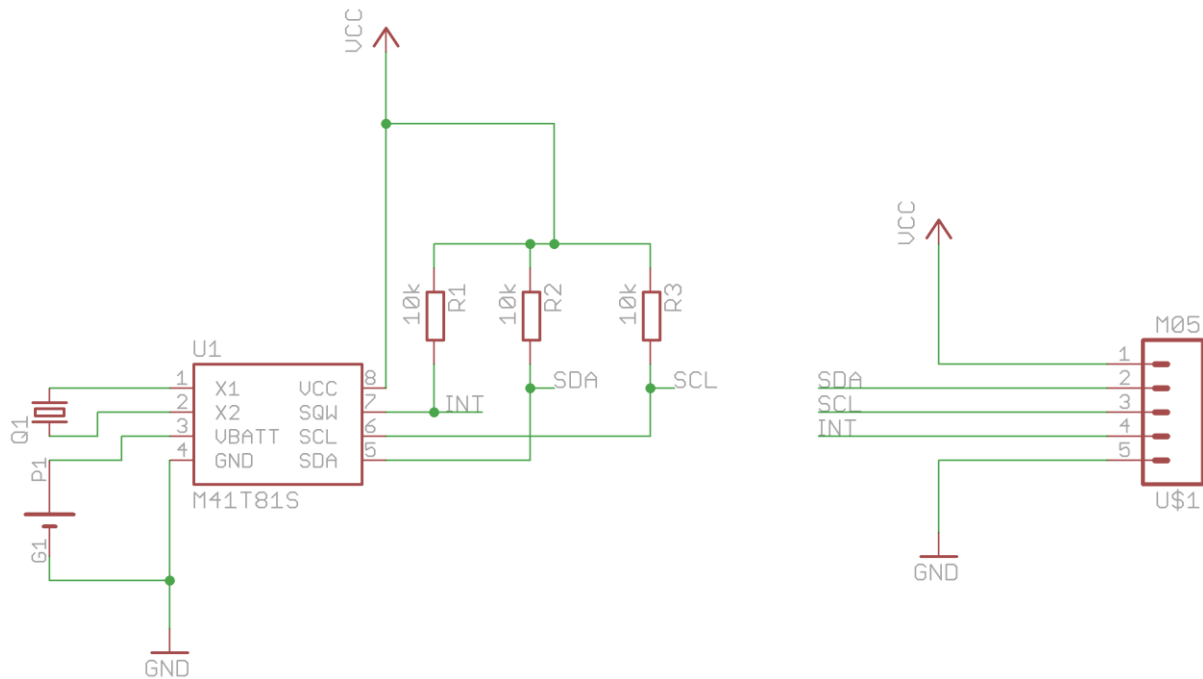 VCC
10k
R1
10k
R2
10k
R3
VCC
U1
M05
1 X1 VCC 8
2 X2 SQW 7
3 VBATT SCL 6
4 GND SDA 5
Q1
P1
G1
M41T81S
INT
SDA
SCL
SDA
SCL
INT
1
2
3
4
5
U$1
GND
GND